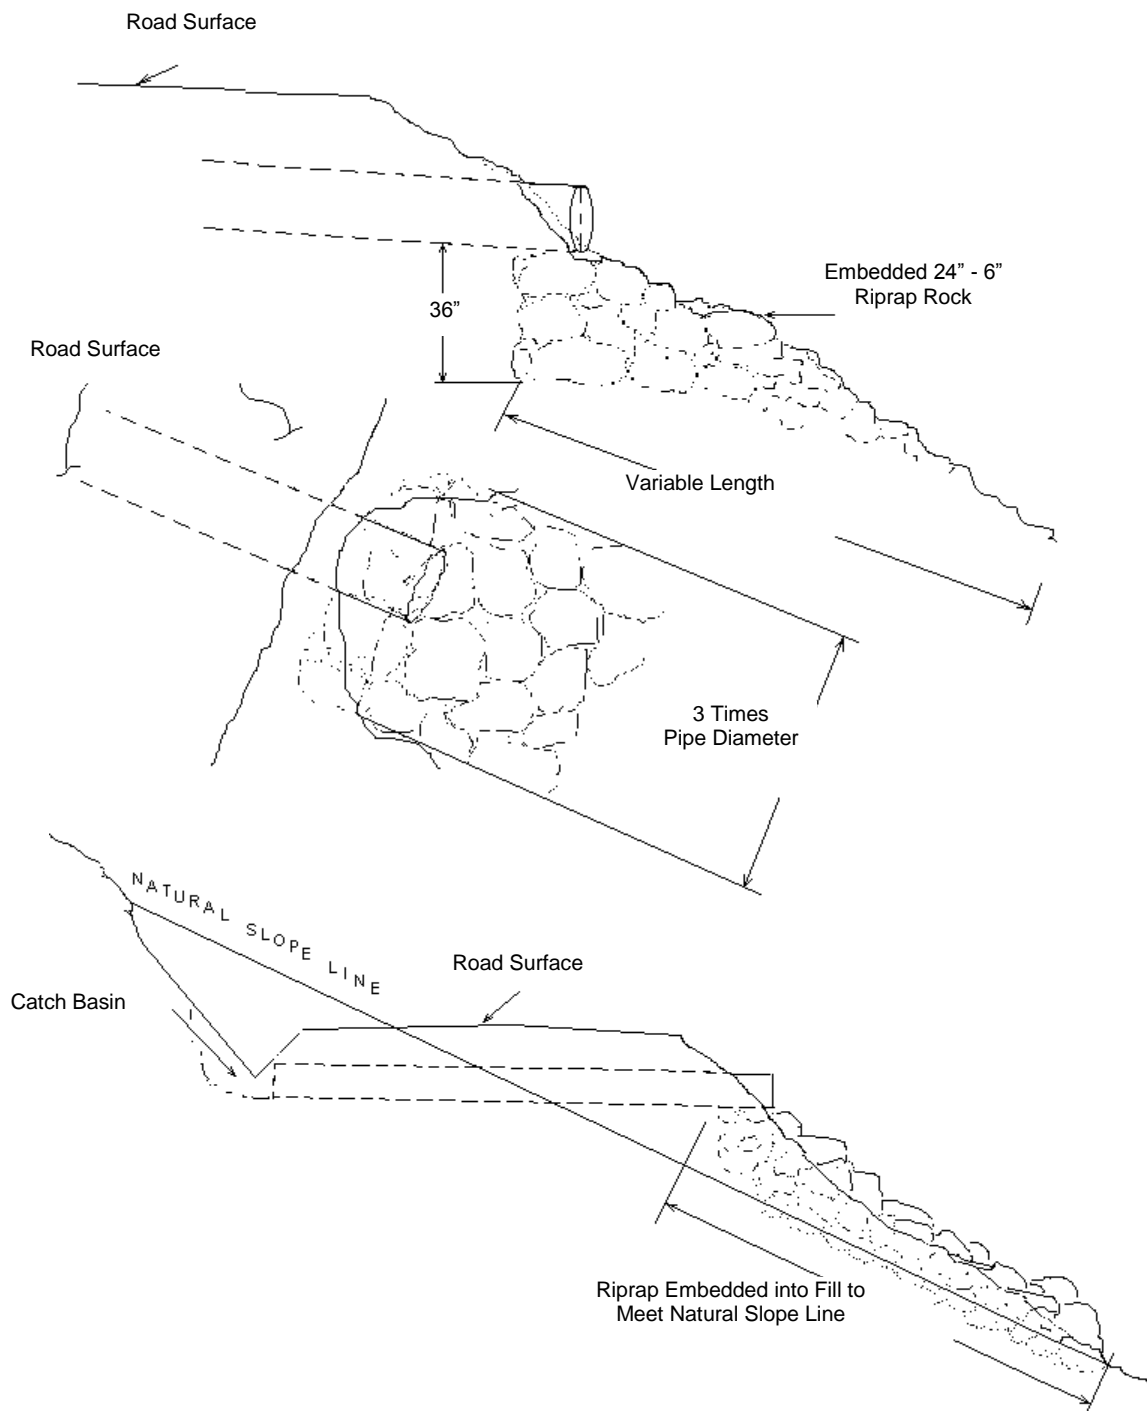 Road Surface
Embedded 24” - 6”
Riprap Rock
36”
Road Surface
Variable Length
3 Times
Pipe Diameter
NATURAL SLOPE LINE
Road Surface
Catch Basin
Riprap Embedded into Fill to
Meet Natural Slope Line